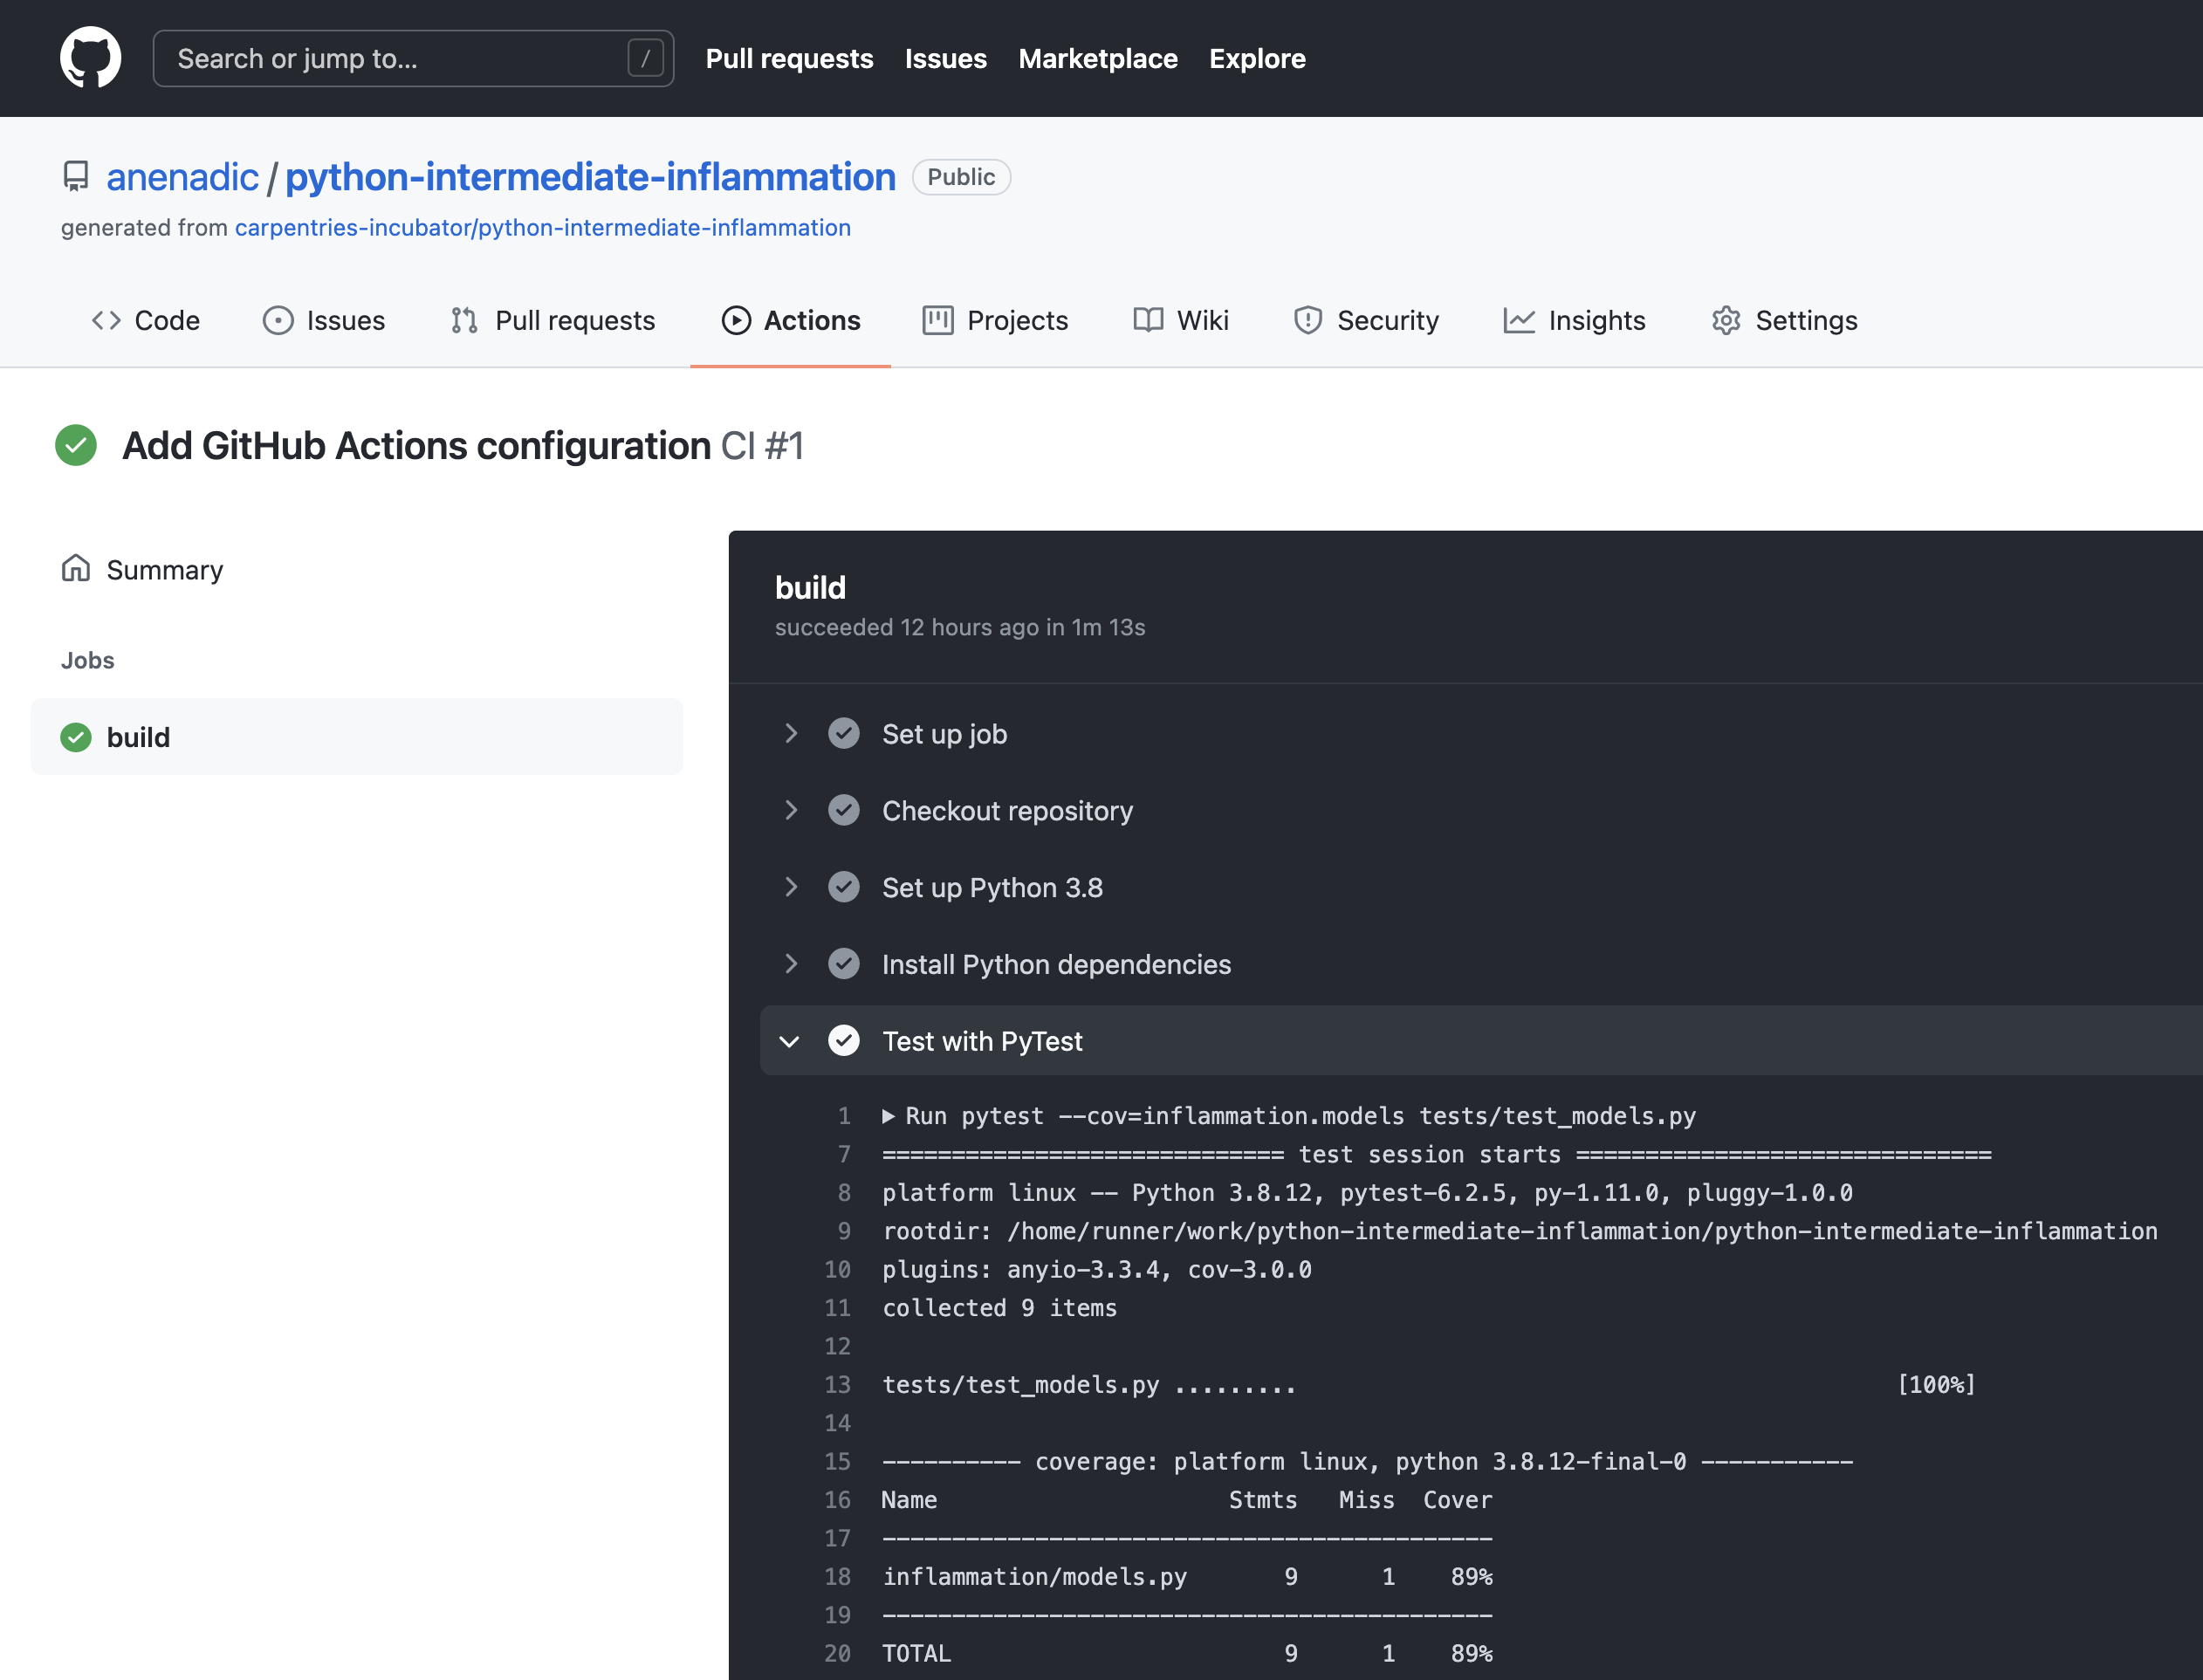 Search or jump to... /
Pull requests Issues Marketplace Explore
anenadic / python-intermediate-inflammation Public
generated from carpentries-incubator/python-intermediate-inflammation
Code Issues Pull requests Actions Projects Wiki Security Insights Settings
Add GitHub Actions configuration CI #1
Summary
Jobs
build
build
succeeded 12 hours ago in 1m 13s
Set up job
Checkout repository
Set up Python 3.8
Install Python dependencies
Test with PyTest
1 Run pytest --cov=inflammation.models tests/test_models.py
7 ============================= test session starts ==============================
8 platform linux -- Python 3.8.12, pytest-6.2.5, py-1.11.0, pluggy-1.0.0
9 rootdir: /home/runner/work/python-intermediate-inflammation/python-intermediate-inflammation
10 plugins: anyio-3.3.4, cov-3.0.0
11 collected 9 items
12
13 tests/test_models.py ......... [100%]
14
15 ---------- coverage: platform linux, python 3.8.12-final-0 -----------
16 Name Stmts Miss Cover
17 --------------------------------------------
18 inflammation/models.py 9 1 89%
19 --------------------------------------------
20 TOTAL 9 1 89%